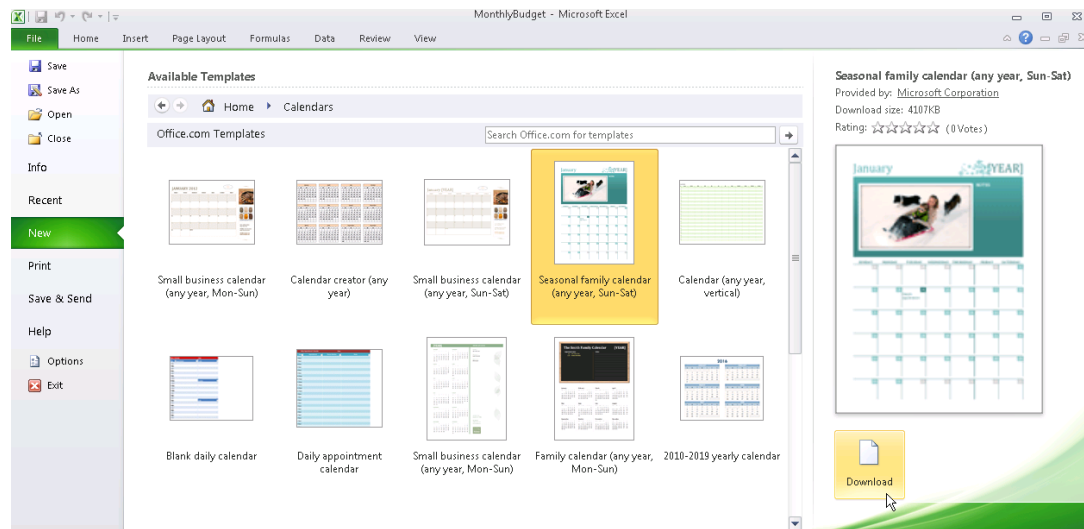 MonthlyBudget - Microsoft Excel
File Home Insert Page Layout Formulas Data Review View
Save
Save As
Open
Close
Info
Recent
New
Print
Save & Send
Help
Options
Exit
Available Templates
Home Calendars
Office.com Templates
Search Office.com for templates
Small business calendar
(any year, Mon-Sun)
Calendar creator (any
year)
Small business calendar
(any year, Sun-Sat)
Seasonal family calendar
(any year, Sun-Sat)
Calendar (any year,
vertical)
2016
Blank daily calendar
Daily appointment
calendar
Small business calendar
(any year, Mon-Sun)
Family calendar (any year,
Mon-Sun)
2010-2019 yearly calendar
Seasonal family calendar (any year, Sun-Sat)
Provided by: Microsoft Corporation
Download size: 4107KB
Rating: (0 Votes)
January [YEAR]
Download